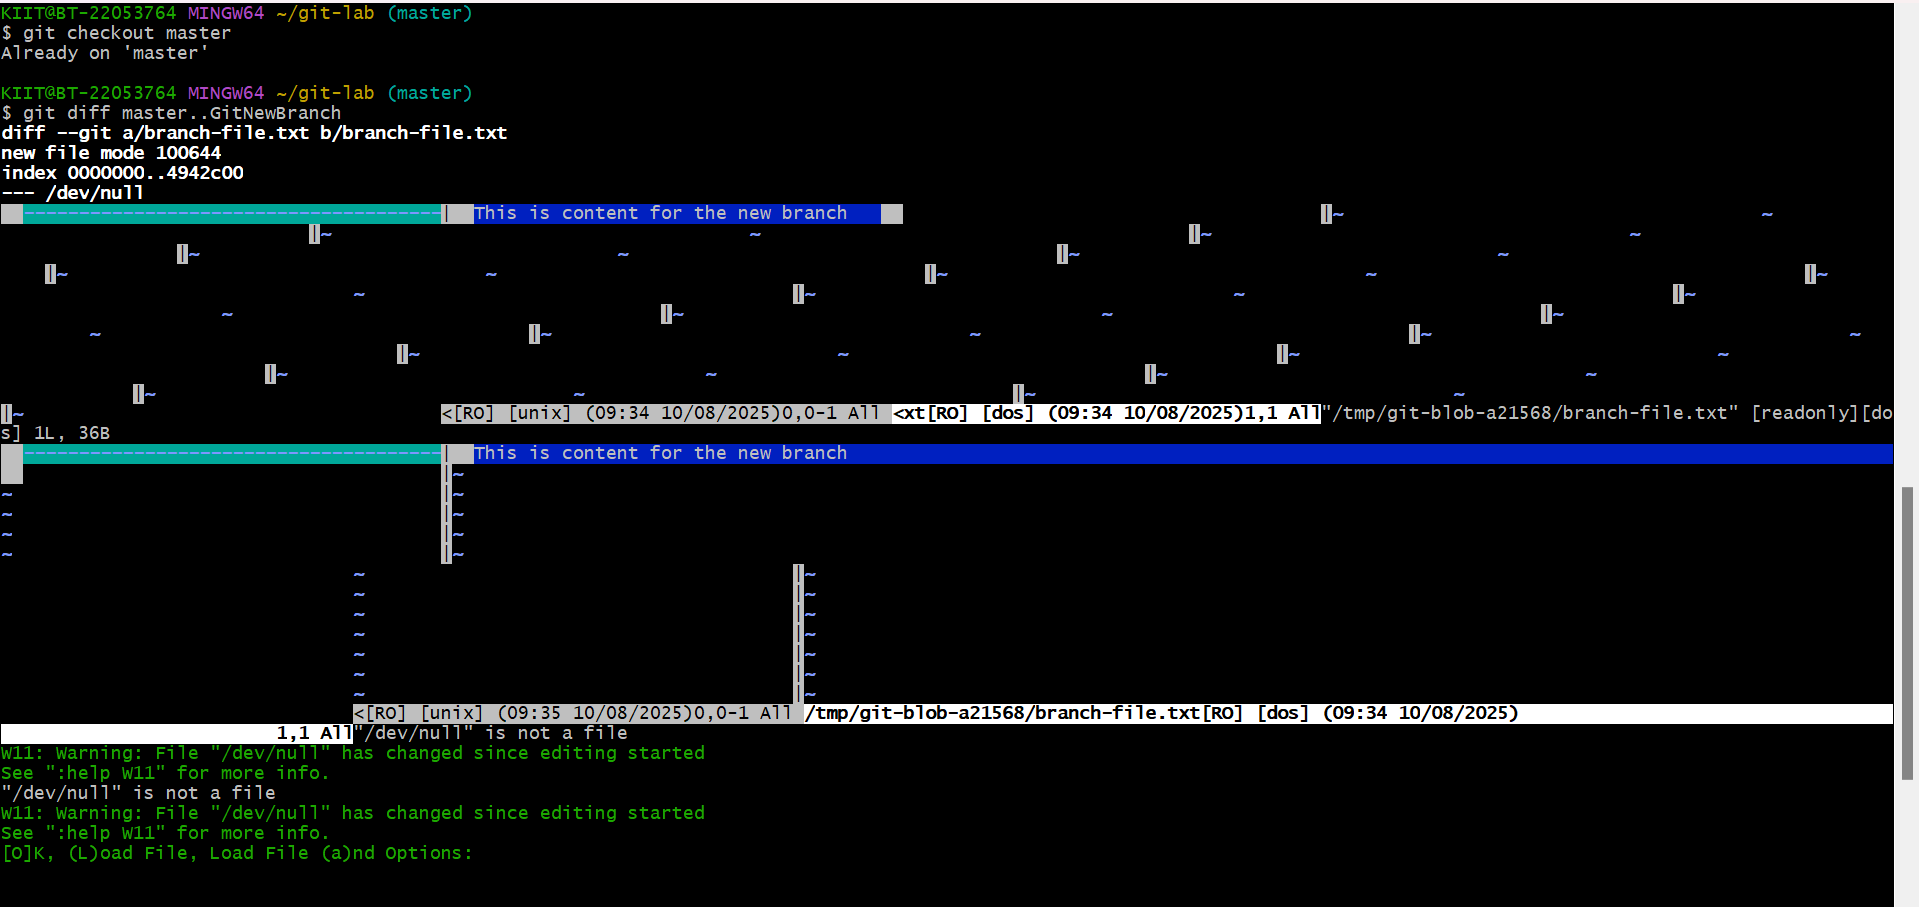 KIIT@BT-22053764 MINGW64 ~/git-lab (master)
$ git checkout master
Already on 'master'
KIIT@BT-22053764 MINGW64 ~/git-lab (master)
$ git diff master..GitNewBranch
diff --git a/branch-file.txt b/branch-file.txt
new file mode 100644
index 0000000..4942c00
--- /dev/null
--------------------------------------|  This is content for the new branch |~ ~
|~ ~ |~ ~
|~ ~ |~ ~
|~ ~ |~ ~ |~
~ |~ ~ |~
~ |~ ~ |~
~ |~ ~ |~ ~
|~ ~ |~ ~
|~ ~ |~ ~
|~ ~ |~ ~
|~ <[RO] [unix] (09:34 10/08/2025)0,0-1 All <xt[RO] [dos] (09:34 10/08/2025)1,1 All"/tmp/git-blob-a21568/branch-file.txt" [readonly][do
s] 1L, 36B
--------------------------------------|  This is content for the new branch
|~
~ |~
~ |~
~ |~
~ |~
~ |~
~ |~
~ |~
~ |~
~ |~
~ |~
~ |~
<[RO] [unix] (09:35 10/08/2025)0,0-1 All /tmp/git-blob-a21568/branch-file.txt[RO] [dos] (09:34 10/08/2025)
1,1 All"/dev/null" is not a file
W11: Warning: File "/dev/null" has changed since editing started
See ":help W11" for more info.
"/dev/null" is not a file
W11: Warning: File "/dev/null" has changed since editing started
See ":help W11" for more info.
[O]K, (L)oad File, Load File (a)nd Options: